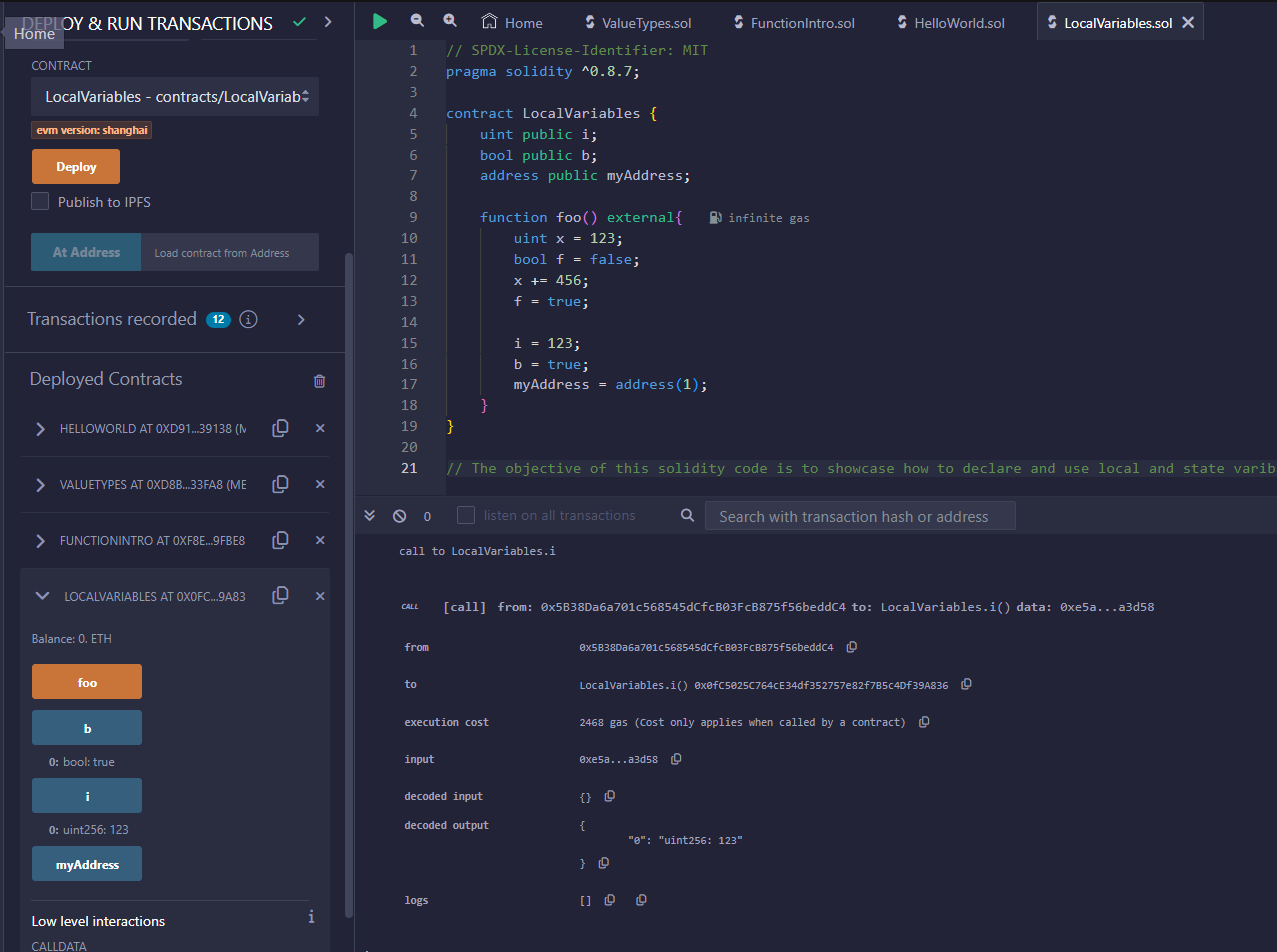 DEPLOY & RUN TRANSACTIONS
Home
CONTRACT
LocalVariables - contracts/LocalVariab
evm version: shanghai
Deploy
Publish to IPFS
At Address
Load contract from Address
Transactions recorded 12 i
Deployed Contracts
HELLOWORLD AT 0XD91...39138 (M
VALUETYPES AT 0XD8B...33FA8 (ME
FUNCTIONINTRO AT 0XF8E...9FBE8
LOCALVARIABLES AT 0X0FC...9A83
Balance: 0. ETH
foo
b
0: bool: true
i
0: uint256: 123
myAddress
Low level interactions i
CALLDATA
Home ValueTypes.sol FunctionIntro.sol HelloWorld.sol LocalVariables.sol
1 // SPDX-License-Identifier: MIT
2 pragma solidity ^0.8.7;
3
4 contract LocalVariables {
5 uint public i;
6 bool public b;
7 address public myAddress;
8
9 function foo() external{ infinite gas
10 uint x = 123;
11 bool f = false;
12 x += 456;
13 f = true;
14
15 i = 123;
16 b = true;
17 myAddress = address(1);
18 }
19 }
20
21 // The objective of this solidity code is to showcase how to declare and use local and state varib
0 listen on all transactions Search with transaction hash or address
call to LocalVariables.i
CALL [call] from: 0x5B38Da6a701c568545dCfcB03FcB875f56beddC4 to: LocalVariables.i() data: 0xe5a...a3d58
from 0x5B38Da6a701c568545dCfcB03FcB875f56beddC4
to LocalVariables.i() 0x0fC5025C764cE34df352757e82f7B5c4Df39A836
execution cost 2468 gas (Cost only applies when called by a contract)
input 0xe5a...a3d58
decoded input {}
decoded output {
"0": "uint256: 123"
}
logs []